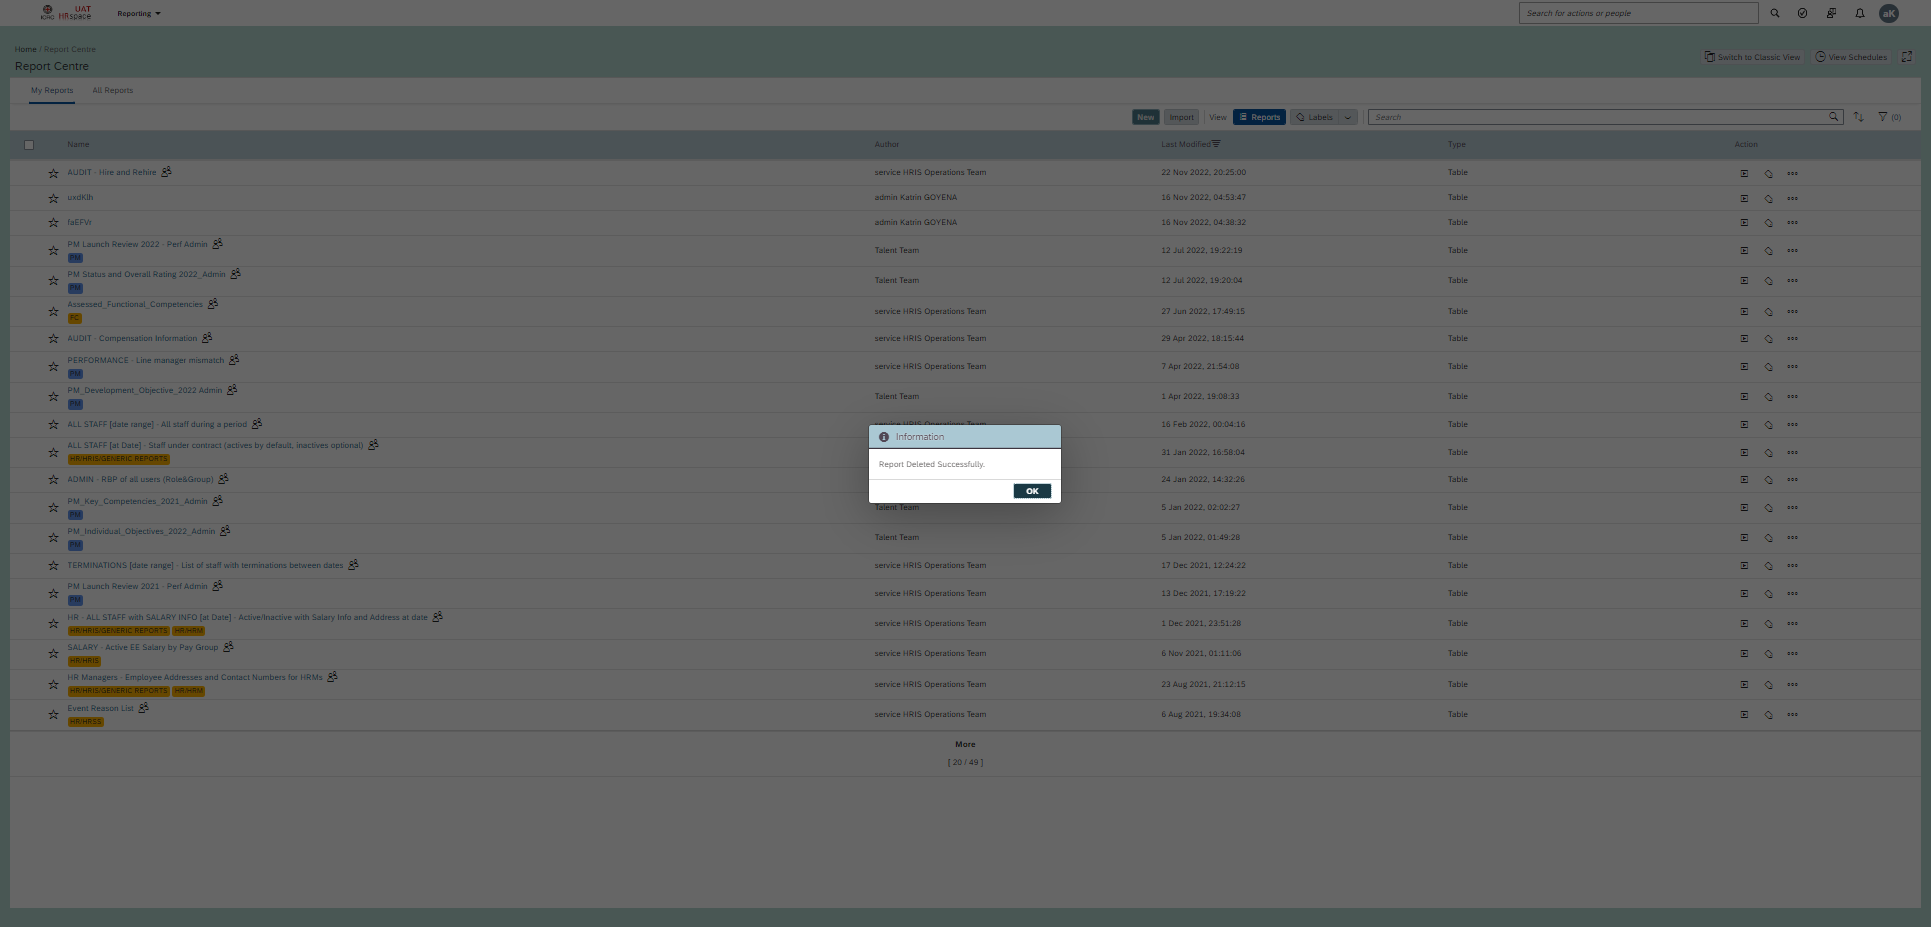 UAT
ICRC HRspace
Reporting
Search for actions or people
aK
Home / Report Centre
Report Centre
Switch to Classic View
View Schedules
My Reports
All Reports
New
Import
View
Reports
Labels
Search
(0)
Name Author Last Modified Type Action
AUDIT - Hire and Rehire service HRIS Operations Team 22 Nov 2022, 20:25:00 Table
uxdKlh admin Katrin GOYENA 16 Nov 2022, 04:53:47 Table
faEFVr admin Katrin GOYENA 16 Nov 2022, 04:38:32 Table
PM Launch Review 2022 - Perf Admin Talent Team 12 Jul 2022, 19:22:19 Table
PM
PM Status and Overall Rating 2022_Admin Talent Team 12 Jul 2022, 19:20:04 Table
PM
Assessed_Functional_Competencies service HRIS Operations Team 27 Jun 2022, 17:49:15 Table
FC
AUDIT - Compensation Information service HRIS Operations Team 29 Apr 2022, 18:15:44 Table
PERFORMANCE - Line manager mismatch service HRIS Operations Team 7 Apr 2022, 21:54:08 Table
PM
PM_Development_Objective_2022 Admin Talent Team 1 Apr 2022, 19:08:33 Table
PM
ALL STAFF [date range] - All staff during a period service HRIS Operations Team 16 Feb 2022, 00:04:16 Table
ALL STAFF [at Date] - Staff under contract (actives by default, inactives optional) 31 Jan 2022, 16:58:04 Table
HR/HRIS/GENERIC REPORTS
ADMIN - RBP of all users (Role&Group) 24 Jan 2022, 14:32:26 Table
PM_Key_Competencies_2021_Admin Talent Team 5 Jan 2022, 02:02:27 Table
PM
PM_Individual_Objectives_2022_Admin Talent Team 5 Jan 2022, 01:49:28 Table
PM
TERMINATIONS [date range] - List of staff with terminations between dates service HRIS Operations Team 17 Dec 2021, 12:24:22 Table
PM Launch Review 2021 - Perf Admin service HRIS Operations Team 13 Dec 2021, 17:19:22 Table
PM
HR - ALL STAFF with SALARY INFO [at Date] - Active/Inactive with Salary Info and Address at date service HRIS Operations Team 1 Dec 2021, 23:51:28 Table
HR/HRIS/GENERIC REPORTS HR/HRM
SALARY - Active EE Salary by Pay Group service HRIS Operations Team 6 Nov 2021, 01:11:06 Table
HR/HRIS
HR Managers - Employee Addresses and Contact Numbers for HRMs service HRIS Operations Team 23 Aug 2021, 21:12:15 Table
HR/HRIS/GENERIC REPORTS HR/HRM
Event Reason List service HRIS Operations Team 6 Aug 2021, 19:34:08 Table
HR/HRSS
More
[ 20 / 49 ]
Information
Report Deleted Successfully.
OK